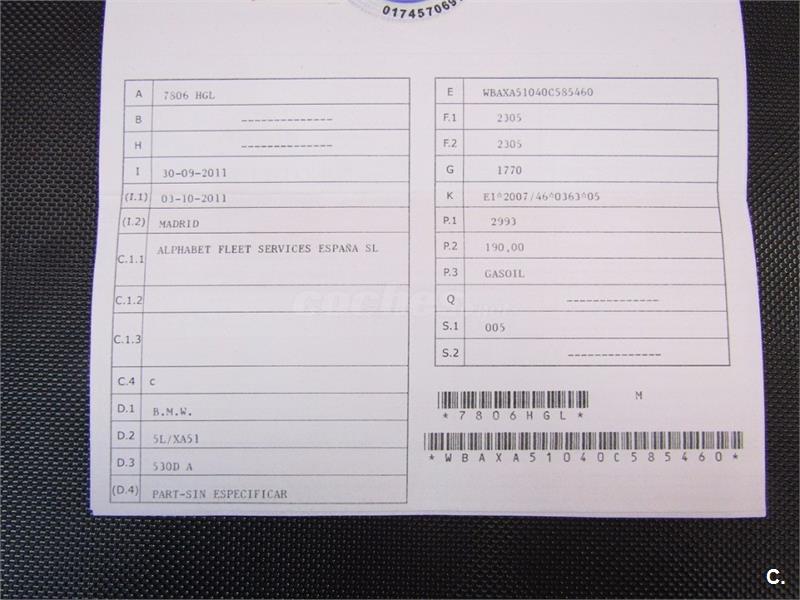 A 7806 HGL
B --------------
H --------------
I 30-09-2011
(I.1) 03-10-2011
(I.2) MADRID
C.1.1 ALPHABET FLEET SERVICES ESPAÑA SL
C.1.2
C.1.3
C.4 C
D.1 B.M.W.
D.2 5L/XA51
D.3 530D A
(D.4) PART-SIN ESPECIFICAR
E WBAXA51040C585460
F.1 2305
F.2 2305
G 1770
K E1*2007/46*0363*05
P.1 2993
P.2 190,00
P.3 GASOIL
Q --------------
S.1 005
S.2 --------------
M
*7806HGL*
*WBAXA51040C585460*
coches.net
C.